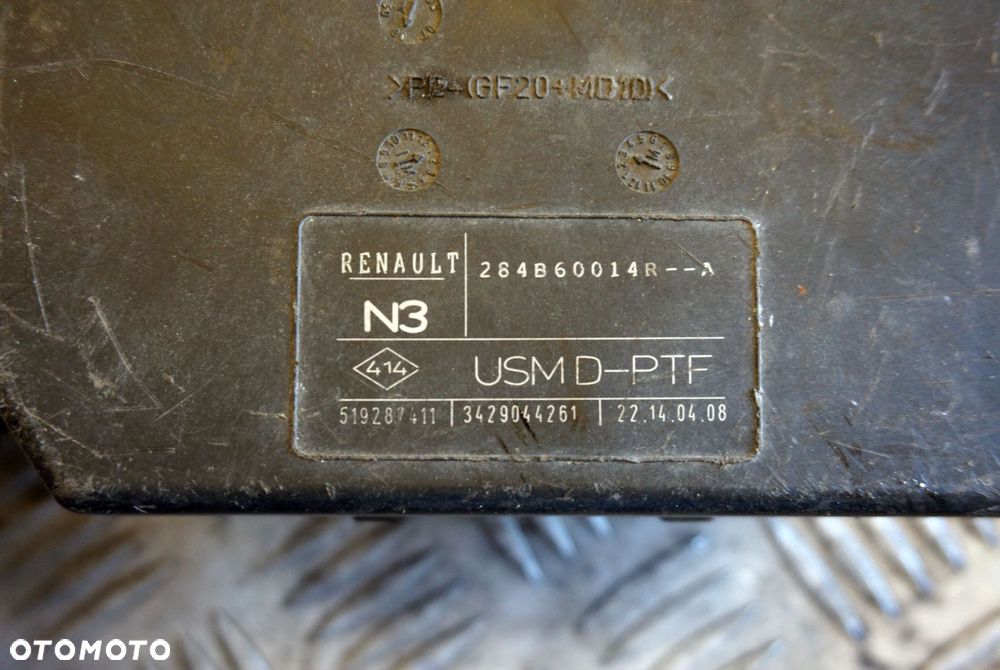 >PP-(GF20+MD10)<
RENAULT 284B60014R--A
N3
414 USM D-PTF
519287411 3429044261 22.14.04.08
OTOMOTO